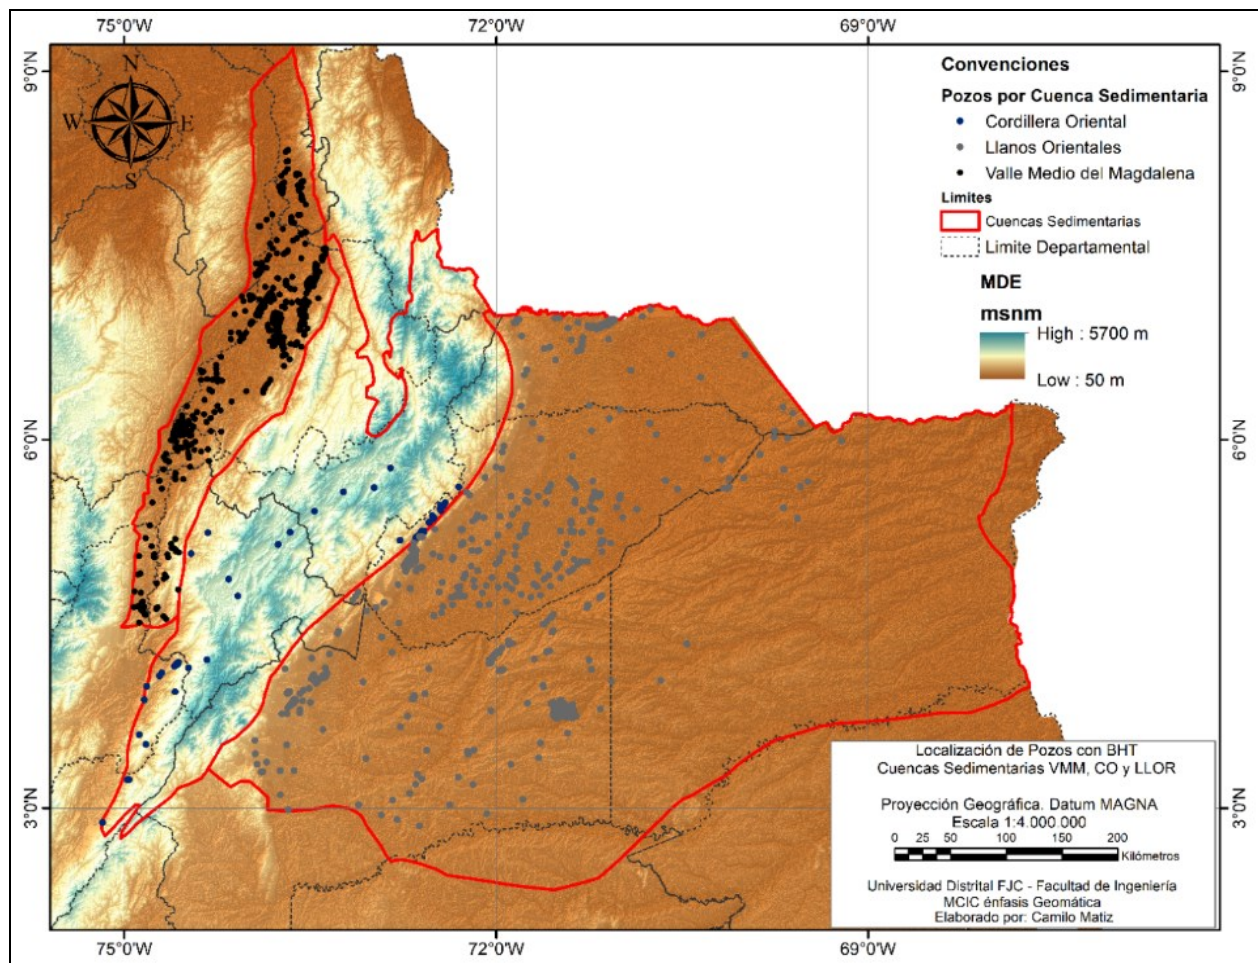 75°0'W 72°0'W 69°0'W
9°0'N 9°0'N
N
W E
S
Convenciones
Pozos por Cuenca Sedimentaria
Cordillera Oriental
Llanos Orientales
Valle Medio del Magdalena
Limites
Cuencas Sedimentarias
Limite Departamental
MDE
msnm
High : 5700 m
Low : 50 m
6°0'N 6°0'N
3°0'N 3°0'N
Localización de Pozos con BHT
Cuencas Sedimentarias VMM, CO y LLOR
Proyección Geográfica. Datum MAGNA
Escala 1:4.000.000
0 25 50 100 150 200
Kilómetros
Universidad Distrital FJC - Facultad de Ingeniería
MCIC énfasis Geomática
Elaborado por: Camilo Matiz
75°0'W 72°0'W 69°0'W